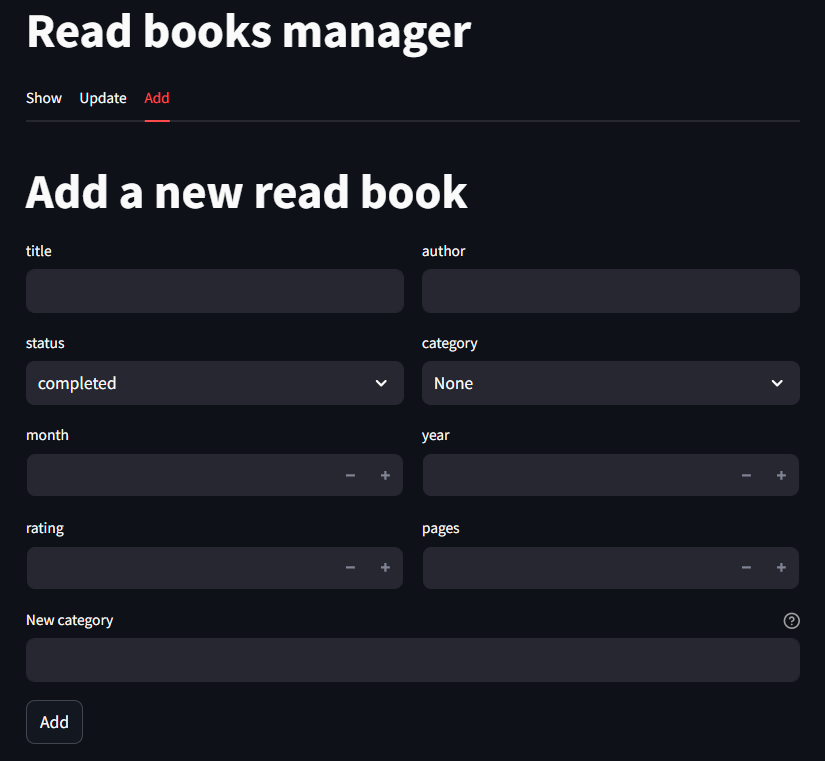 Read books manager
Show Update Add
Add a new read book
title author
status category
completed None
month year
rating pages
New category
Add